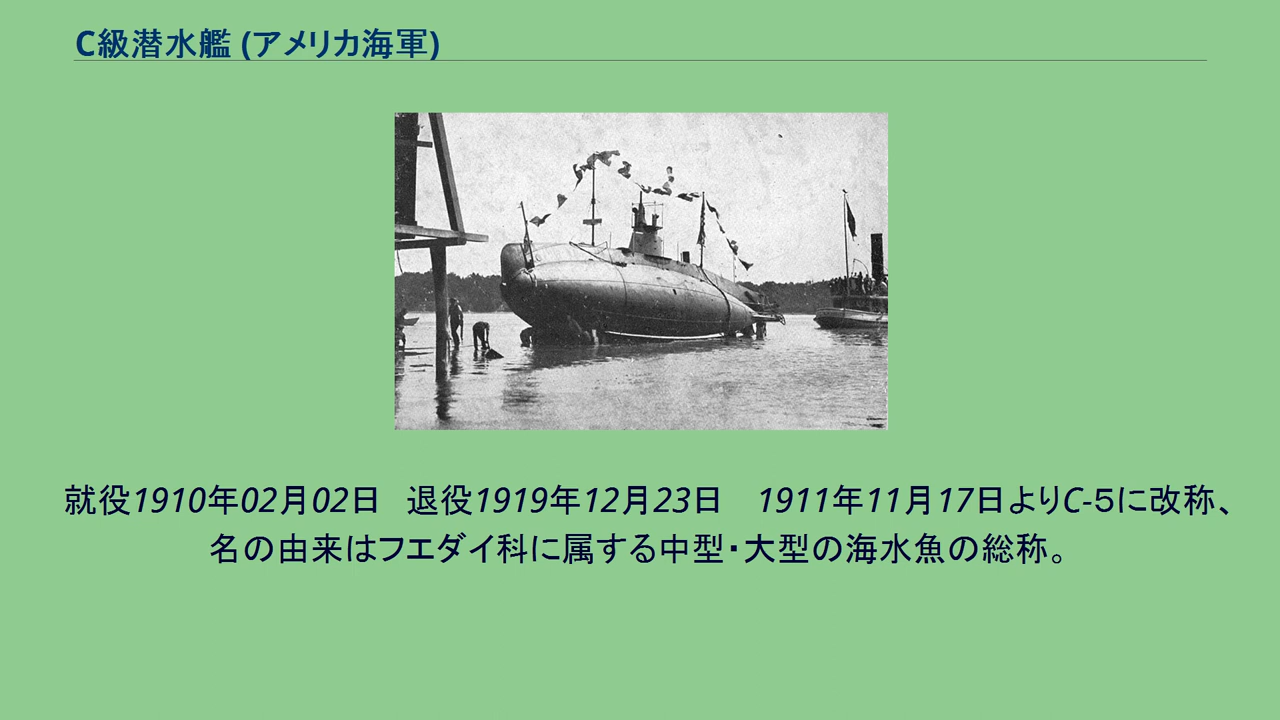 C級潜水艦 (アメリカ海軍)
就役1910年02月02日　退役1919年12月23日　1911年11月17日よりC-５に改称、
名の由来はフエダイ科に属する中型・大型の海水魚の総称。